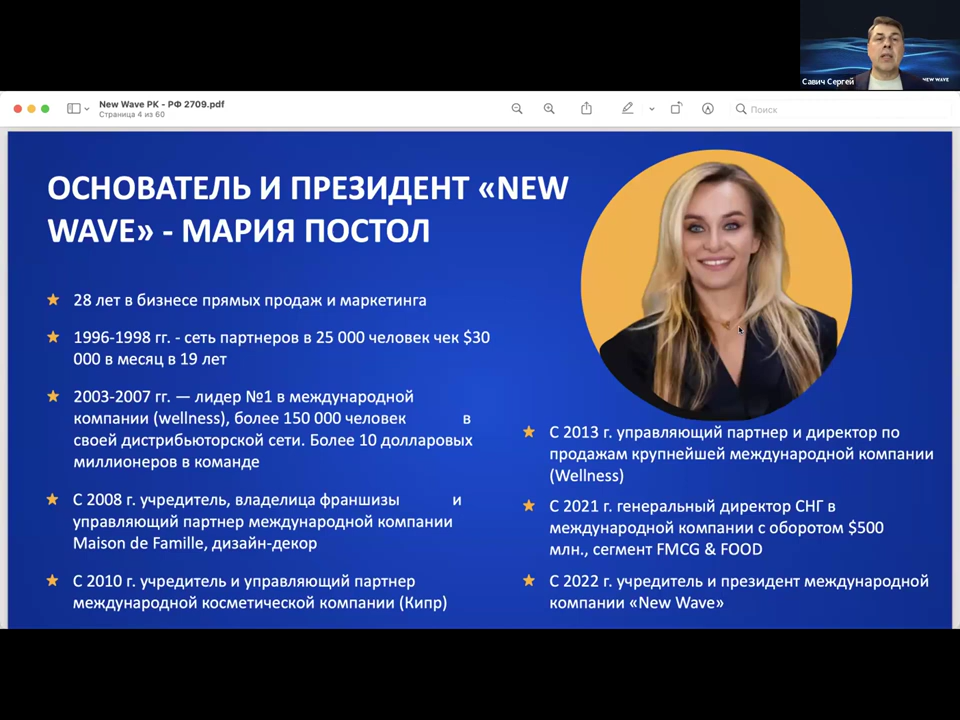 Савич Сергей
NEW WAVE
New Wave РК - РФ 2709.pdf
Страница 4 из 60
Поиск
ОСНОВАТЕЛЬ И ПРЕЗИДЕНТ «NEW
WAVE» - МАРИЯ ПОСТОЛ
28 лет в бизнесе прямых продаж и маркетинга
1996-1998 гг. - сеть партнеров в 25 000 человек чек $30
000 в месяц в 19 лет
2003-2007 гг. — лидер №1 в международной
компании (wellness), более 150 000 человек в
своей дистрибьюторской сети. Более 10 долларовых
миллионеров в команде
С 2008 г. учредитель, владелица франшизы и
управляющий партнер международной компании
Maison de Famille, дизайн-декор
С 2010 г. учредитель и управляющий партнер
международной косметической компании (Кипр)
С 2013 г. управляющий партнер и директор по
продажам крупнейшей международной компании
(Wellness)
С 2021 г. генеральный директор СНГ в
международной компании с оборотом $500
млн., сегмент FMCG & FOOD
С 2022 г. учредитель и президент международной
компании «New Wave»